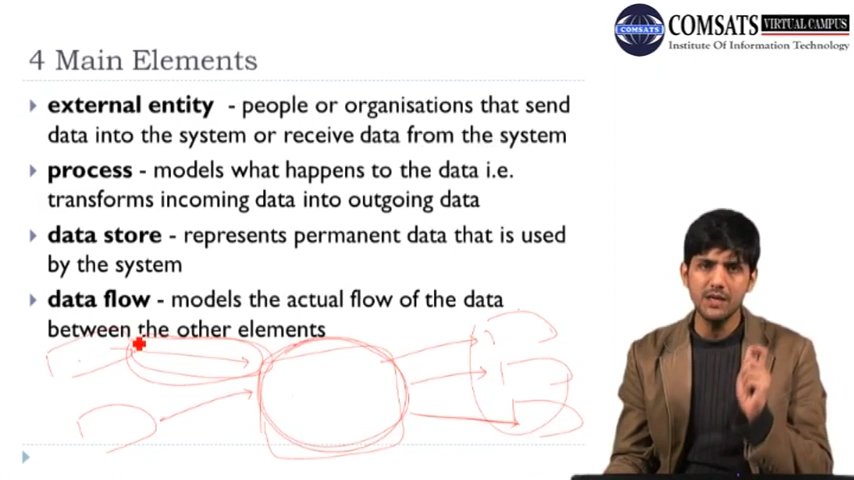 COMSATS VIRTUAL CAMPUS
Institute Of Information Technology
COMSATS
4 Main Elements
external entity - people or organisations that send
data into the system or receive data from the system
process - models what happens to the data i.e.
transforms incoming data into outgoing data
data store - represents permanent data that is used
by the system
data flow - models the actual flow of the data
between the other elements